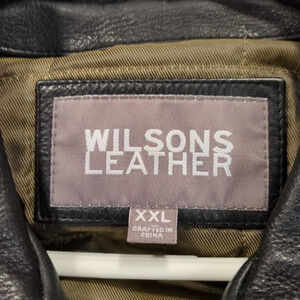 WILSONS
LEATHER
XXL
CRAFTED IN
CHINA